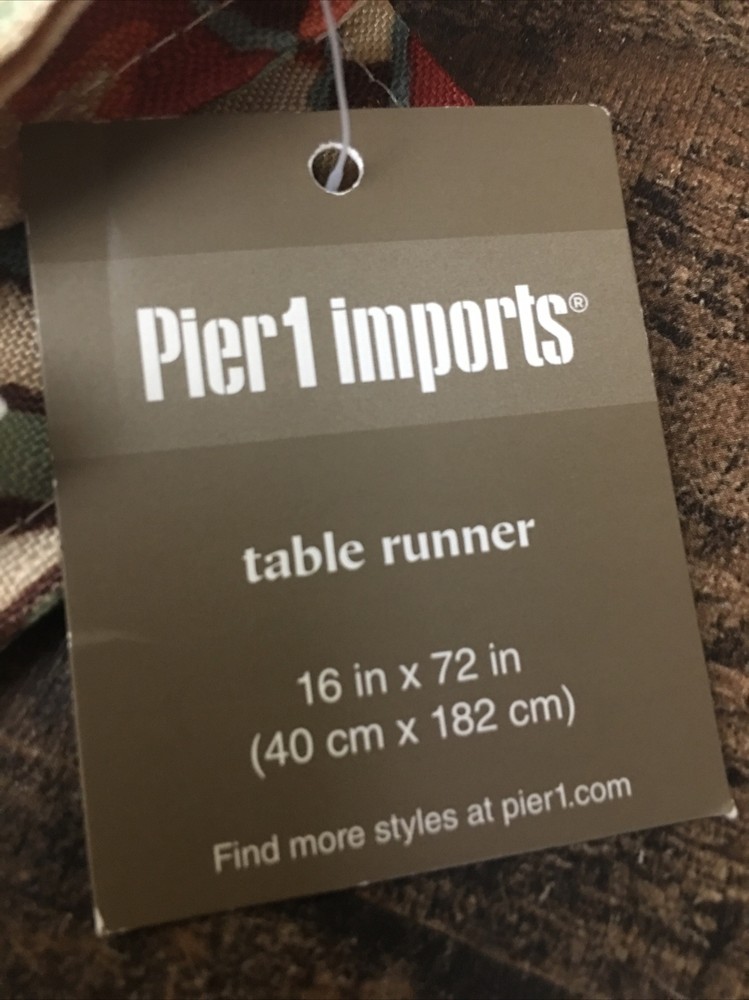 Pier1 imports®
table runner
16 in x 72 in
(40 cm x 182 cm)
Find more styles at pier1.com